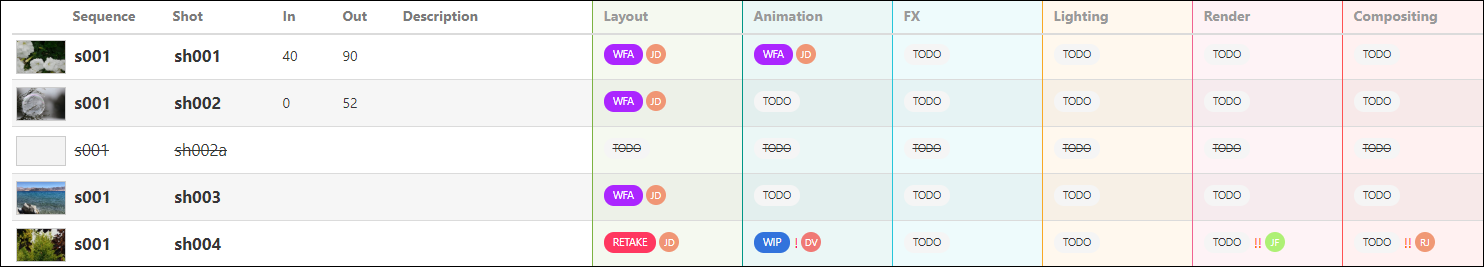 Sequence Shot In Out Description Layout Animation FX Lighting Render Compositing
s001 sh001 40 90 WFA JD WFA JD TODO TODO TODO TODO
s001 sh002 0 52 WFA JD TODO TODO TODO TODO TODO
s001 sh002a TODO TODO TODO TODO TODO TODO
s001 sh003 WFA JD TODO TODO TODO TODO TODO
s001 sh004 RETAKE JD WIP ! DV TODO TODO TODO !! JF TODO !! RJ